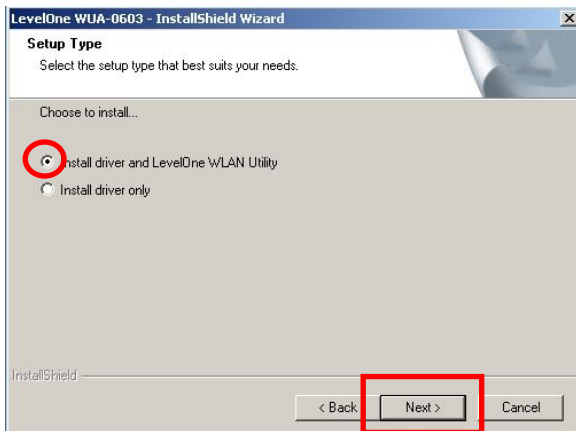 LevelOne WUA-0603 - InstallShield Wizard
Setup Type
Select the setup type that best suits your needs.
Choose to install...
Install driver and LevelOne WLAN Utility
Install driver only
InstallShield
< Back
Next >
Cancel